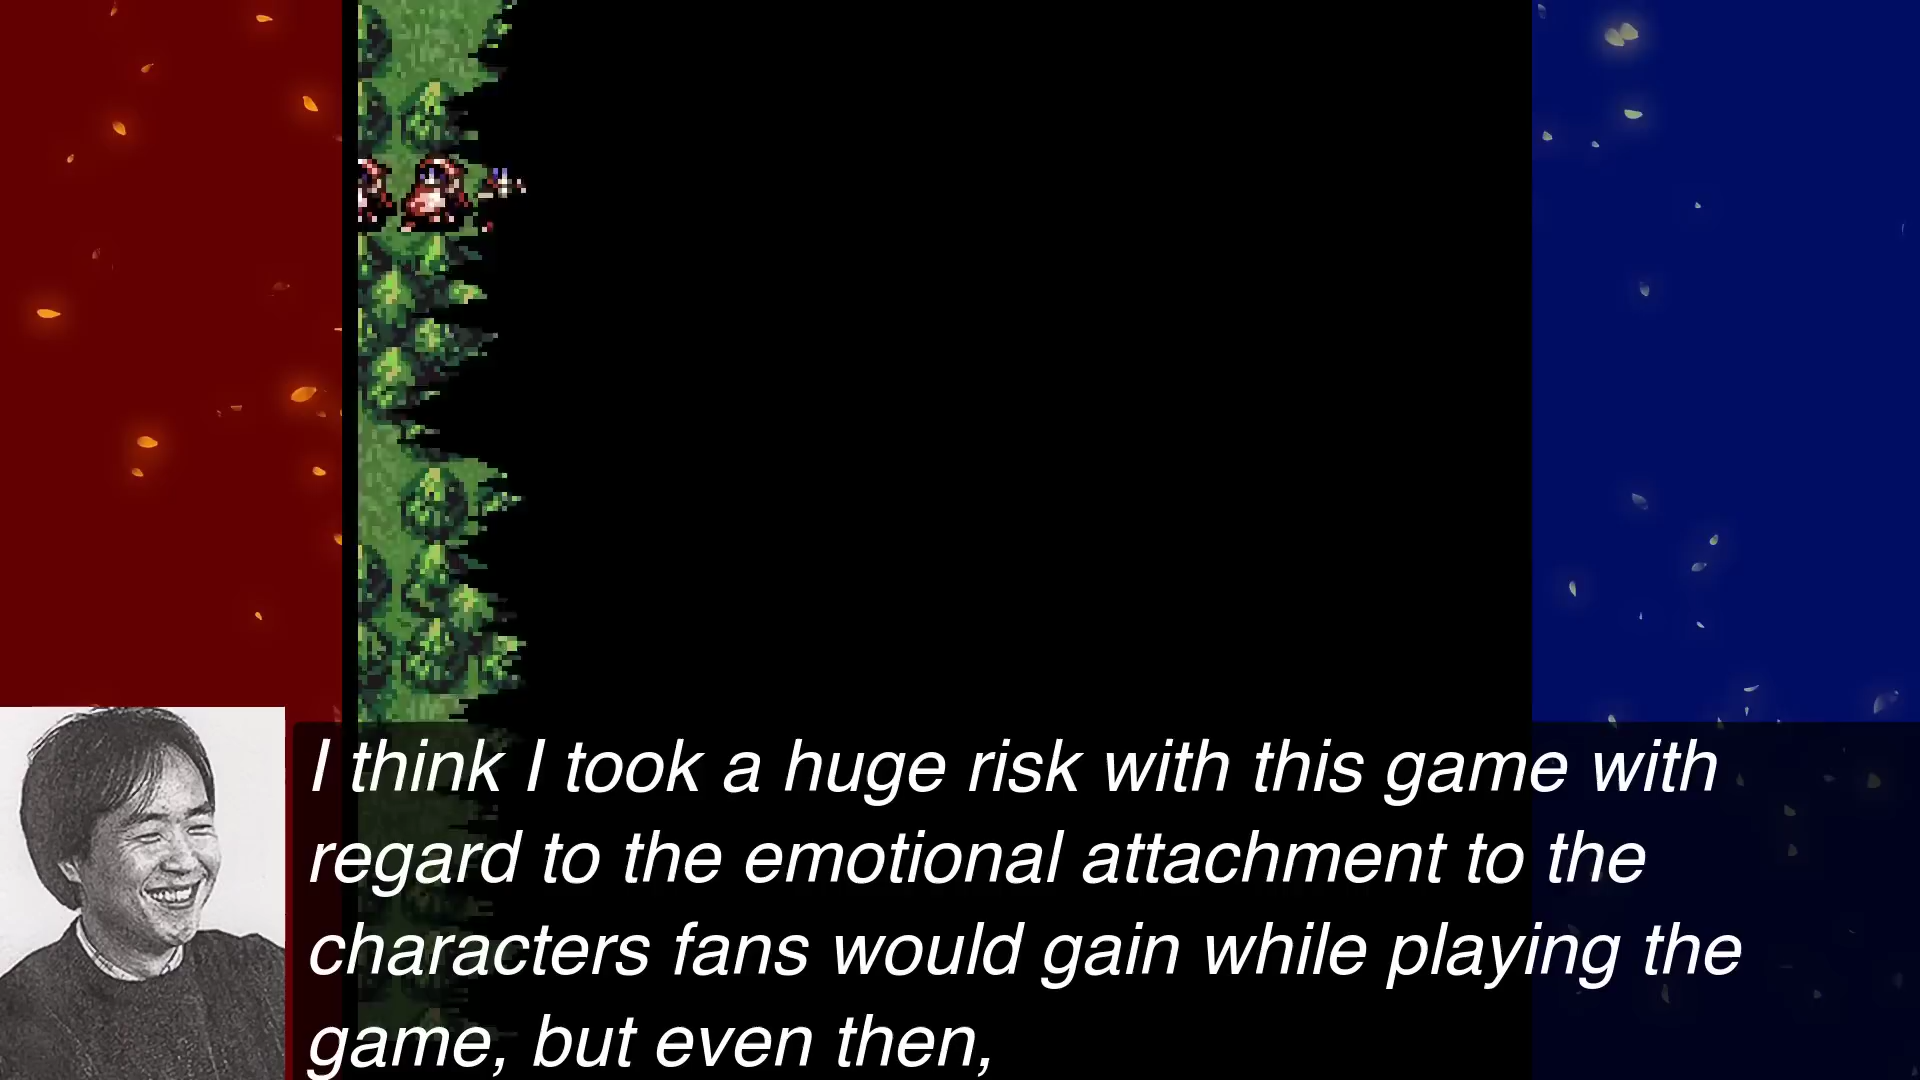 I think I took a huge risk with this game with
regard to the emotional attachment to the
characters fans would gain while playing the
game, but even then,